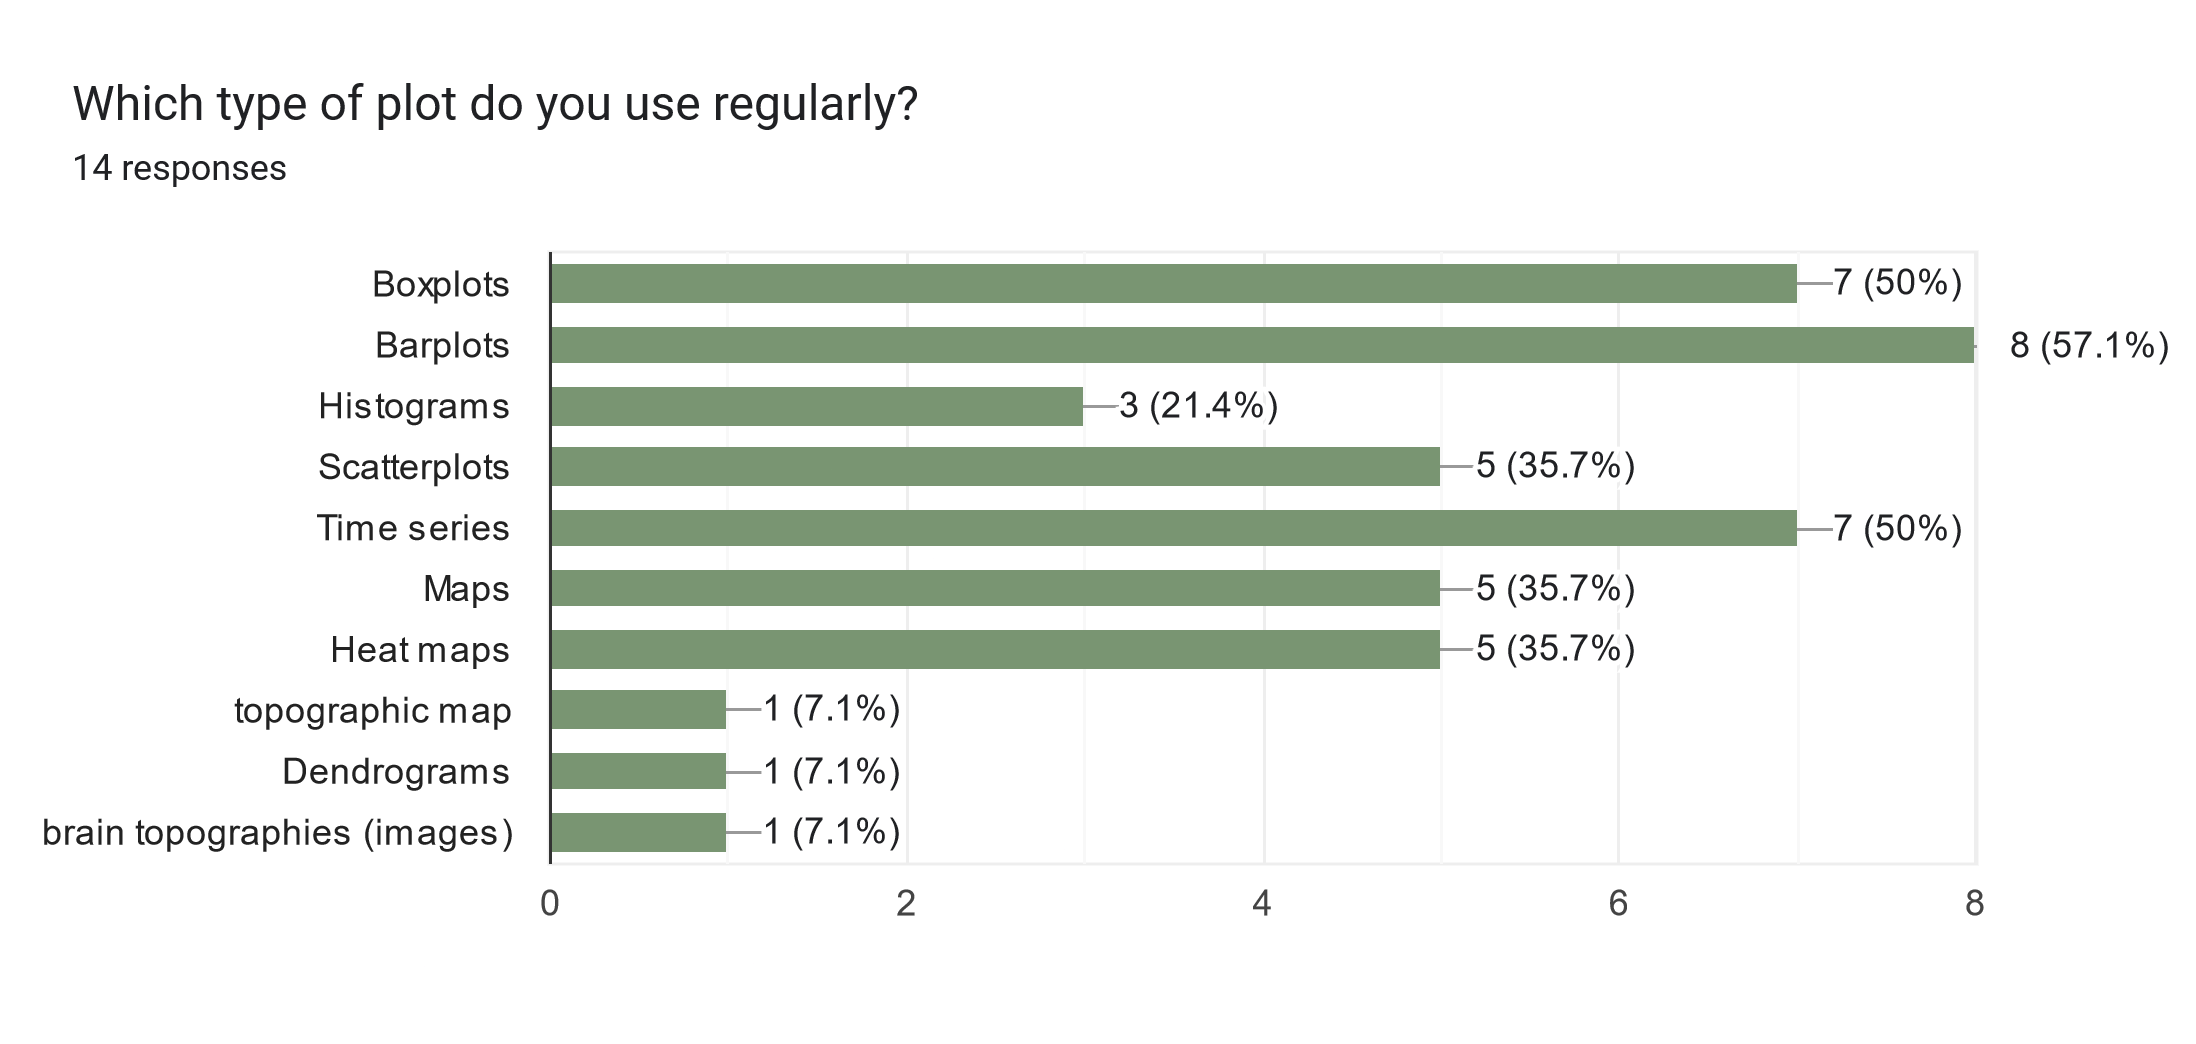 Which type of plot do you use regularly?
14 responses
Boxplots 7 (50%)
Barplots 8 (57.1%)
Histograms 3 (21.4%)
Scatterplots 5 (35.7%)
Time series 7 (50%)
Maps 5 (35.7%)
Heat maps 5 (35.7%)
topographic map 1 (7.1%)
Dendrograms 1 (7.1%)
brain topographies (images) 1 (7.1%)
0 2 4 6 8